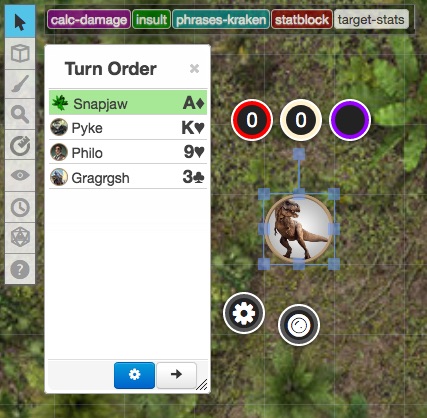 calc-damage insult phrases-kraken statblock target-stats
Turn Order ×
Snapjaw A♦
Pyke K♥
Philo 9♥
Gragrgsh 3♣
0 0
?